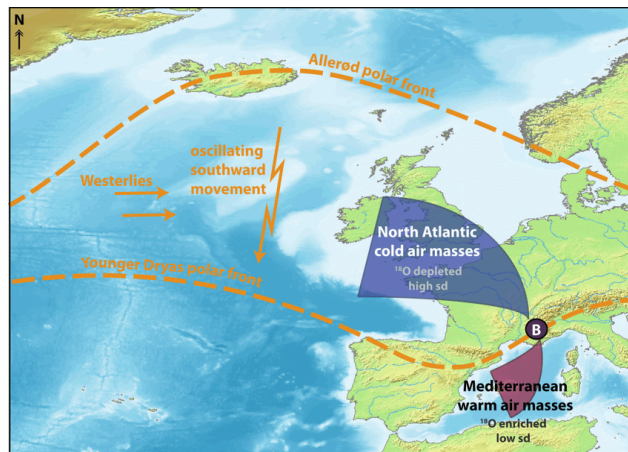 N
Allerød polar front
oscillating
southward
movement
Westerlies
North Atlantic
cold air masses
¹⁸O depleted
high sd
Younger Dryas polar front
B
Mediterranean
warm air masses
¹⁸O enriched
low sd